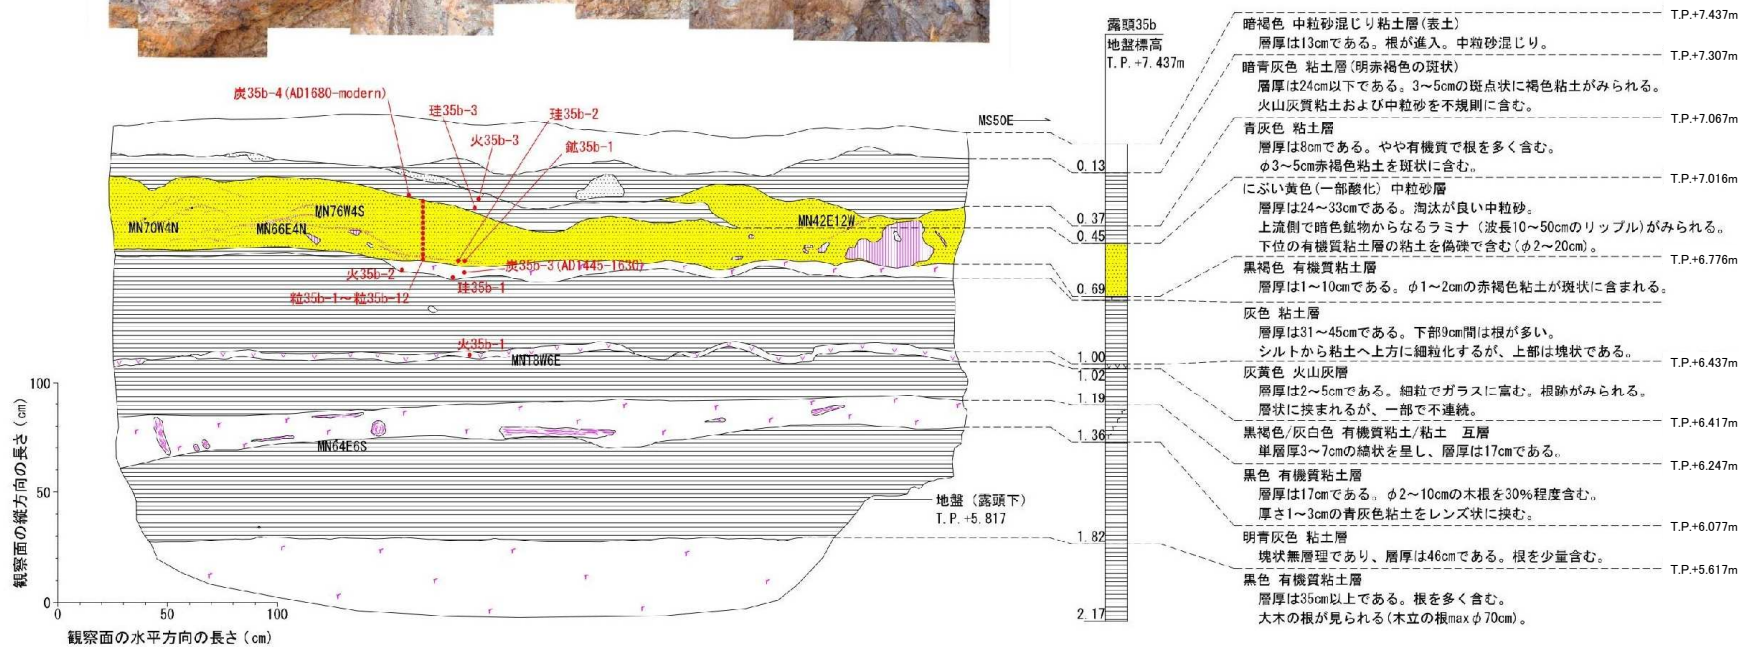 露頭35b
地盤標高
T.P.+7.437m
炭35b-4(AD1680-modern)
珪35b-3
珪35b-2
火35b-3
鉱35b-1
MS50E
MN76W4S
MN70W4N
MN66E4N
MN42E12W
火35b-2
炭35b-3(AD1445-1630)
珪35b-1
粒35b-1～粒35b-12
火35b-1
MN18W6E
MN64E6S
地盤(露頭下)
T.P.+5.817
観察面の縦方向の長さ(cm)
100
50
0
0
50
100
観察面の水平方向の長さ(cm)
0.13
0.37
0.45
0.69
1.00
1.02
1.19
1.36
1.82
2.17
暗褐色 中粒砂混じり粘土層(表土)
層厚は13cmである。根が進入。中粒砂混じり。
暗青灰色 粘土層(明赤褐色の斑状)
層厚は24cm以下である。3～5cmの斑点状に褐色粘土がみられる。
火山灰質粘土および中粒砂を不規則に含む。
青灰色 粘土層
層厚は8cmである。やや有機質で根を多く含む。
φ3～5cm赤褐色粘土を斑状に含む。
にぶい黄色(一部酸化) 中粒砂層
層厚は24～33cmである。淘汰が良い中粒砂。
上流側で暗色鉱物からなるラミナ (波長10～50cmのリップル)がみられる。
下位の有機質粘土層の粘土を偽礫で含む(φ2～20cm)。
黒褐色 有機質粘土層
層厚は1～10cmである。φ1～2cmの赤褐色粘土が斑状に含まれる。
灰色 粘土層
層厚は31～45cmである。下部9cm間は根が多い。
シルトから粘土へ上方に細粒化するが、上部は塊状である。
灰黄色 火山灰層
層厚は2～5cmである。細粒でガラスに富む。根跡がみられる。
層状に挟まれるが、一部で不連続。
黒褐色/灰白色 有機質粘土/粘土 互層
単層厚3～7cmの縞状を呈し、層厚は17cmである。
黒色 有機質粘土層
層厚は17cmである。φ2～10cmの木根を30%程度含む。
厚さ1～3cmの青灰色粘土をレンズ状に挟む。
明青灰色 粘土層
塊状無層理であり、層厚は46cmである。根を少量含む。
黒色 有機質粘土層
層厚は35cm以上である。根を多く含む。
大木の根が見られる(木立の根maxφ70cm)。
T.P.+7.437m
T.P.+7.307m
T.P.+7.067m
T.P.+7.016m
T.P.+6.776m
T.P.+6.437m
T.P.+6.417m
T.P.+6.247m
T.P.+6.077m
T.P.+5.617m